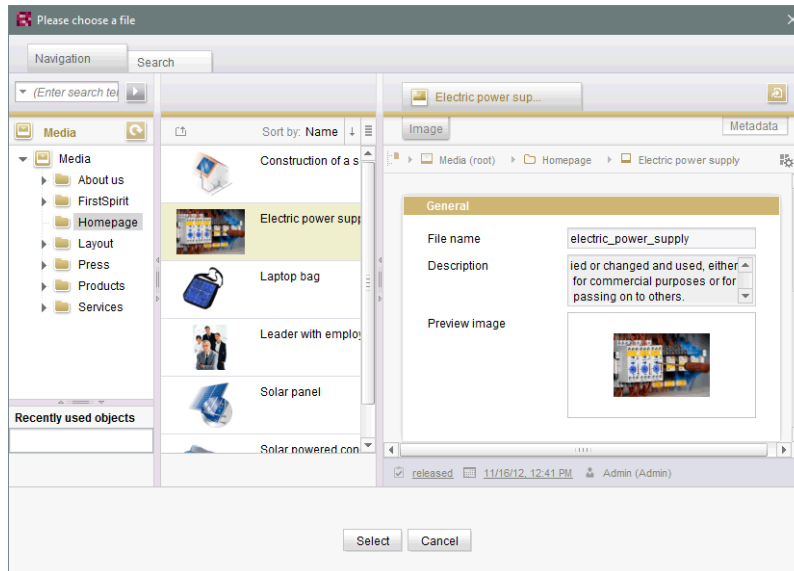 Please choose a file
Navigation
Search
(Enter search ter
Media
Media
About us
FirstSpirit
Homepage
Layout
Press
Products
Services
Recently used objects
Sort by: Name
Construction of a s
Electric power supp
Laptop bag
Leader with employ
Solar panel
Solar powered con
Electric power sup...
Image
Metadata
Media (root) Homepage Electric power supply
General
File name electric_power_supply
Description ied or changed and used, either
for commercial purposes or for
passing on to others.
Preview image
released 11/16/12, 12:41 PM Admin (Admin)
Select Cancel